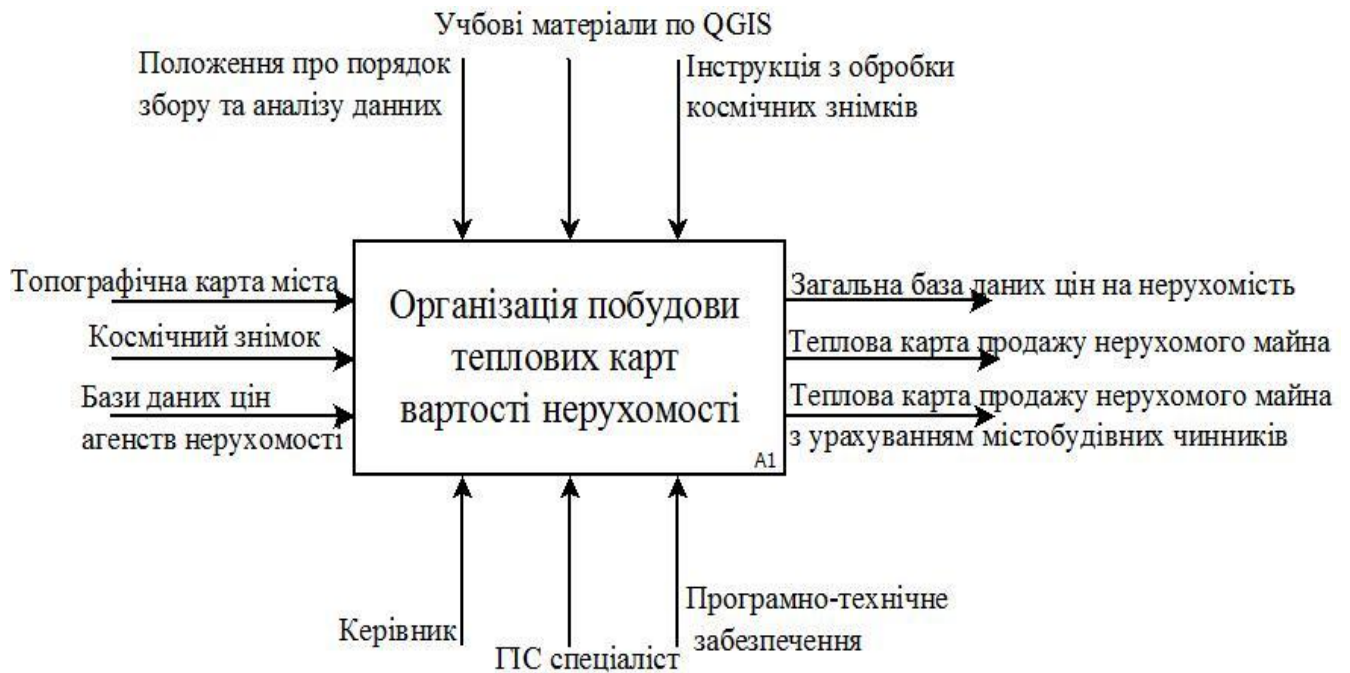 Учбові матеріали по QGIS
Положення про порядок
збору та аналізу данних
Інструкція з обробки
космічних знімків
Топографічна карта міста
Космічний знімок
Бази даних цін
агенств нерухомості
Організація побудови
теплових карт
вартості нерухомості
A1
Загальна база даних цін на нерухомість
Теплова карта продажу нерухомого майна
Теплова карта продажу нерухомого майна
з урахуванням містобудівних чинників
Керівник
ГІС спеціаліст
Програмно-технічне
забезпечення